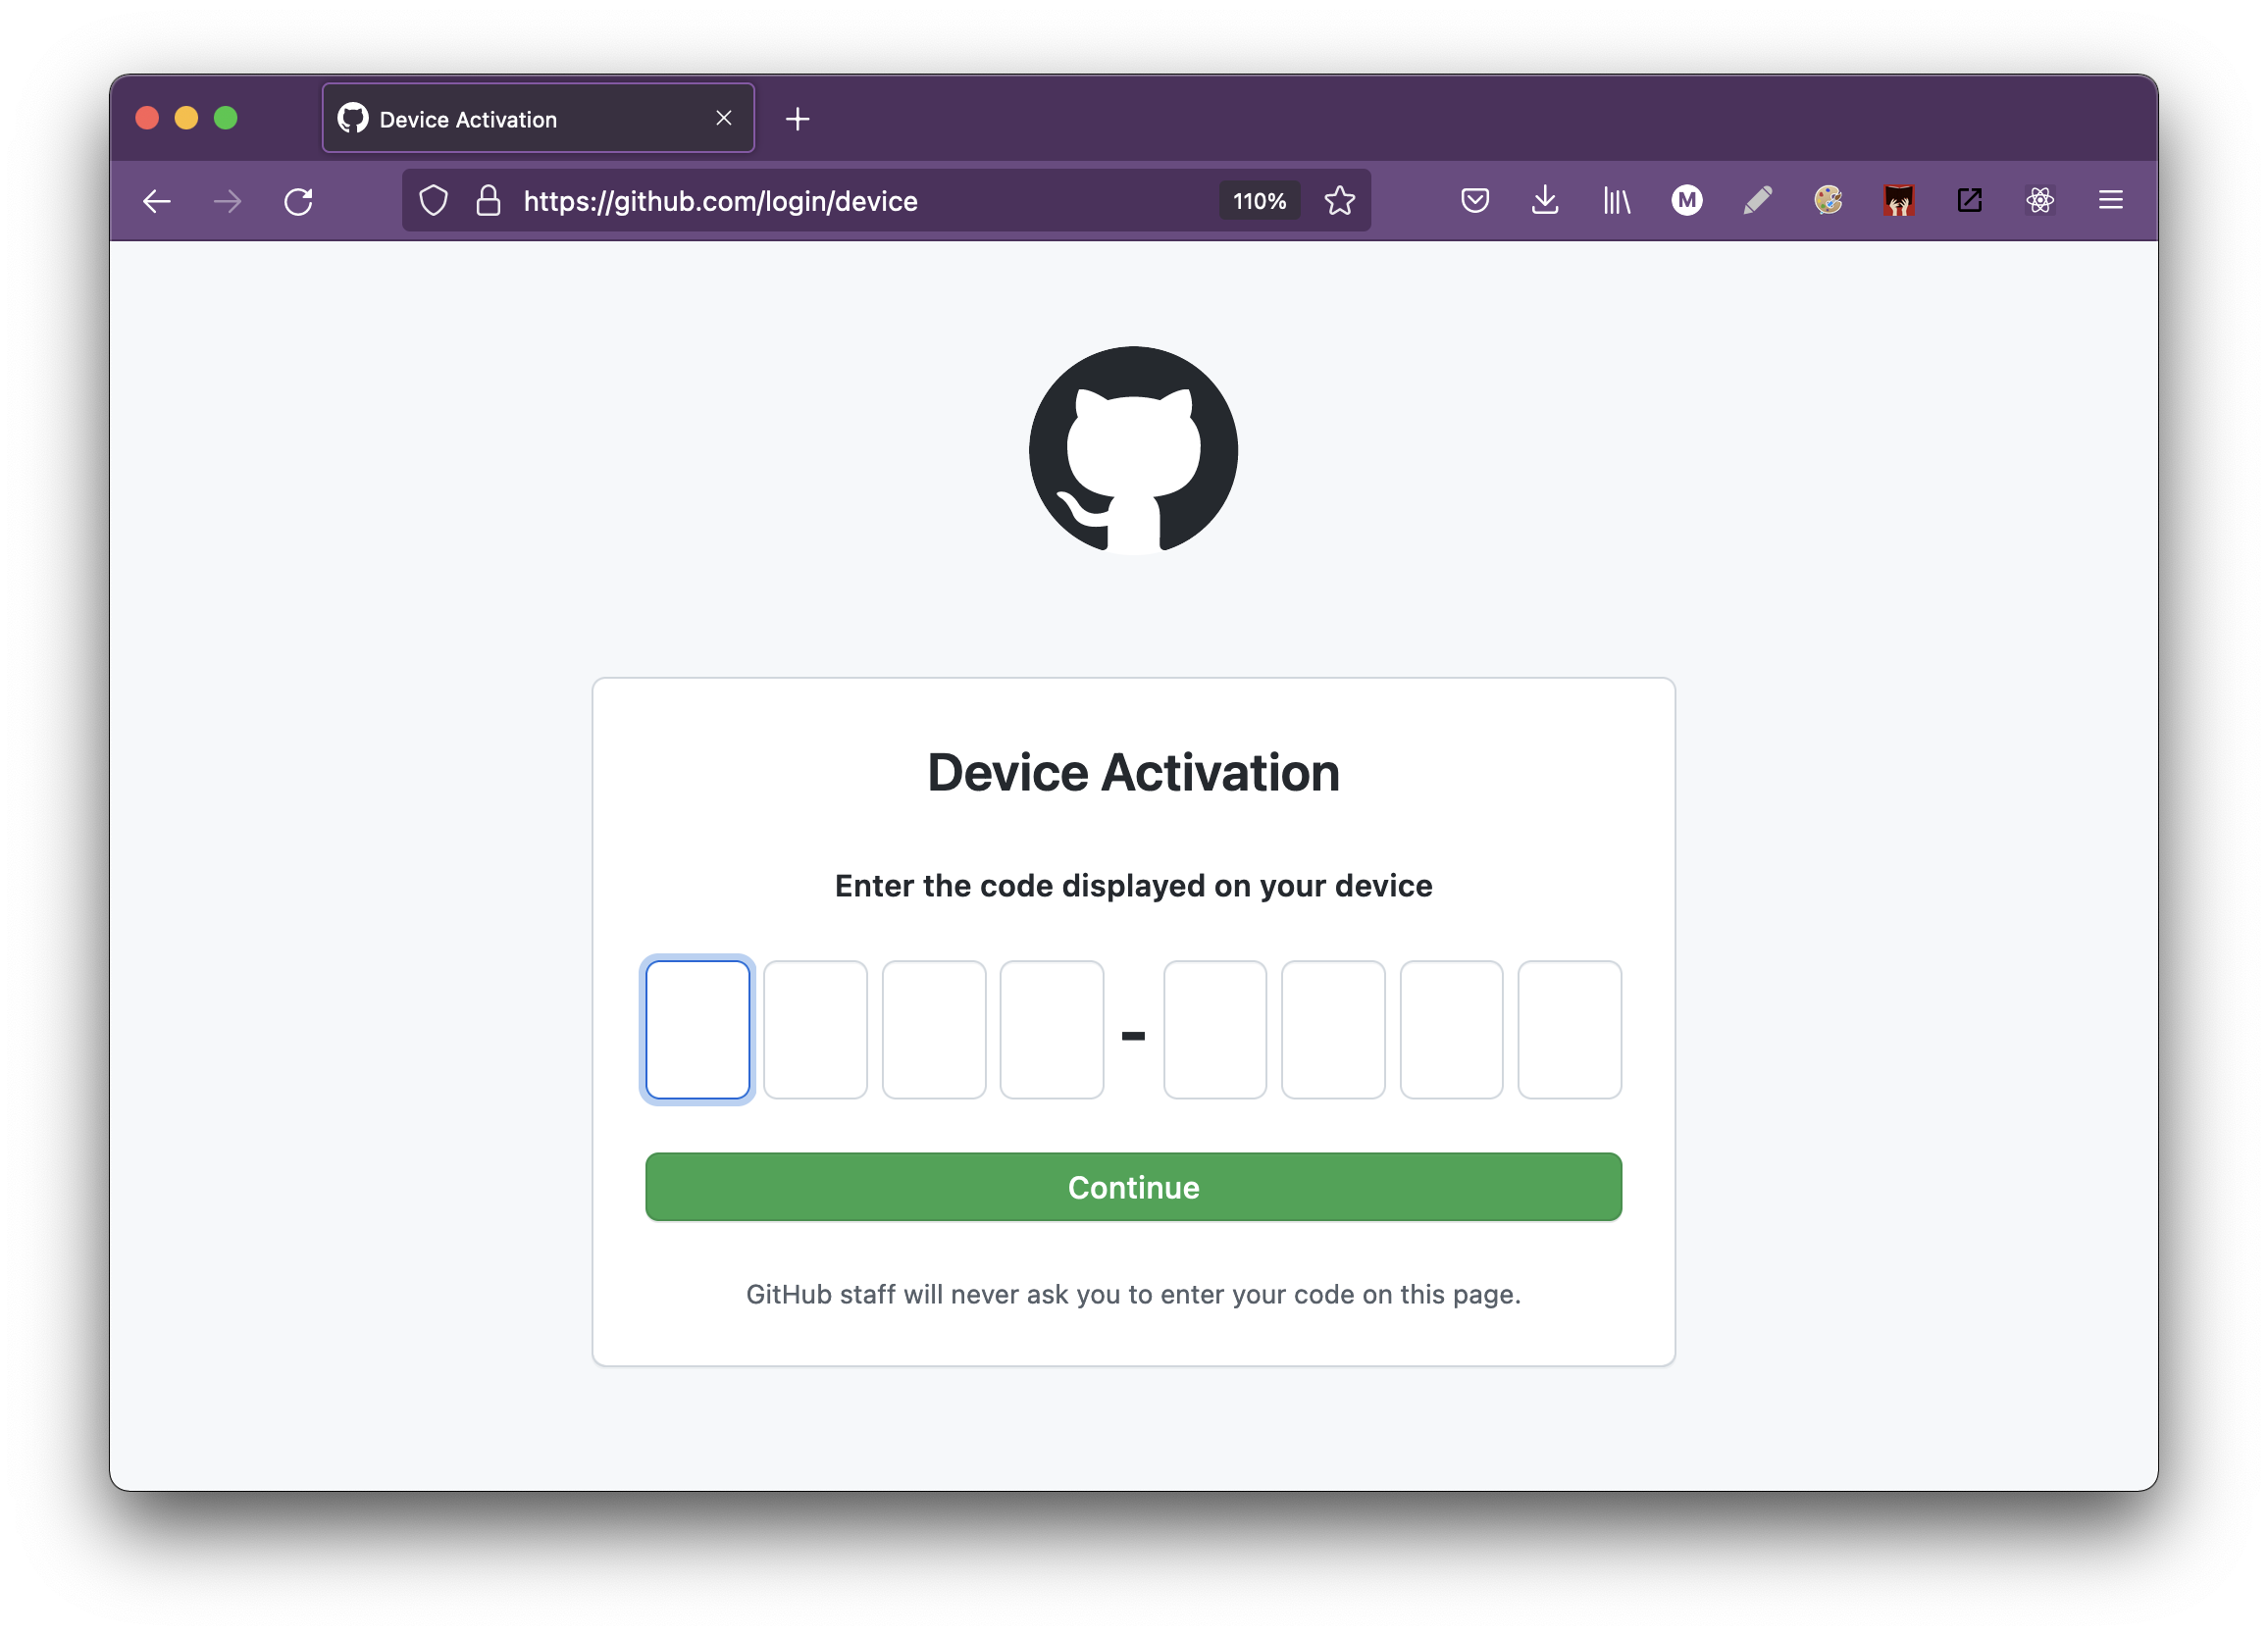 Device Activation
https://github.com/login/device
110%
M
Device Activation
Enter the code displayed on your device
-
Continue
GitHub staff will never ask you to enter your code on this page.